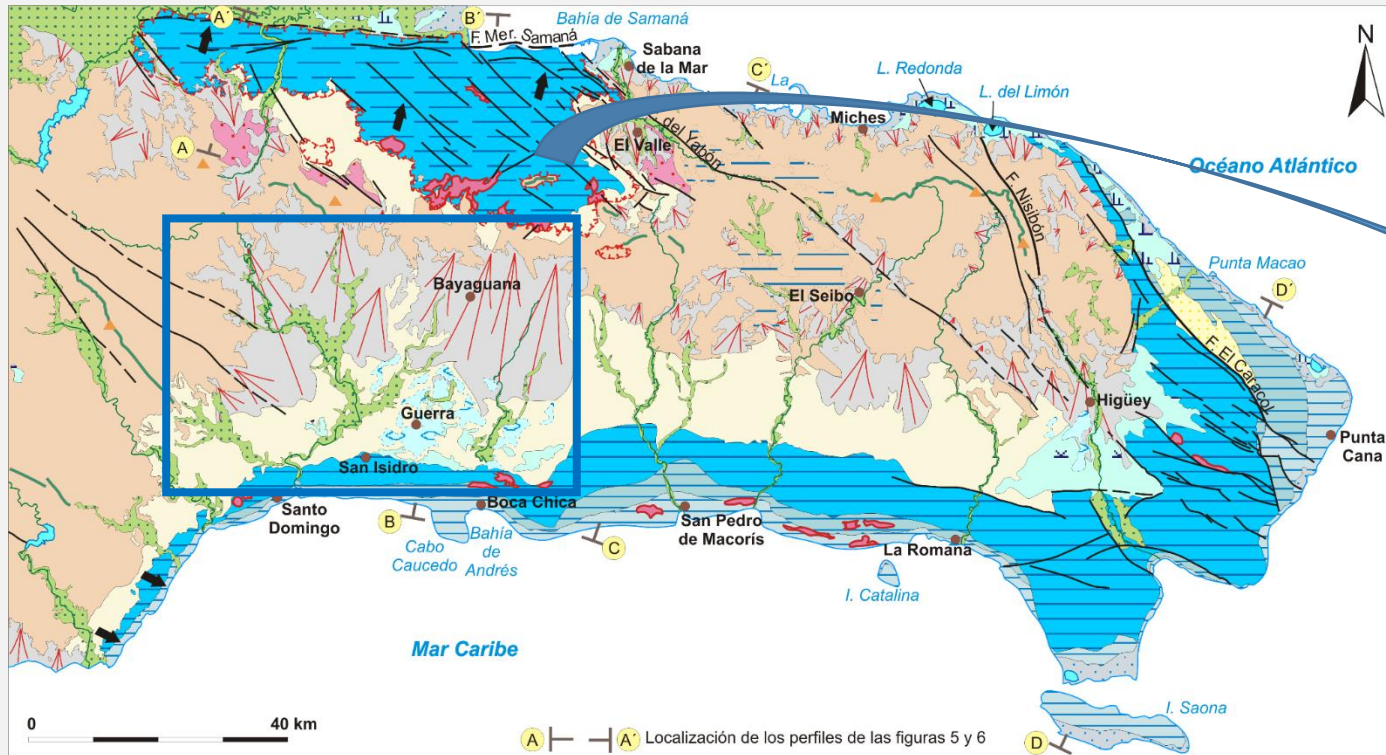 A´
B´
Bahía de Samaná
F. Mer. Samaná
Sabana
de la Mar
C´
La
L. Redonda
L. del Limón
N
Miches
del Yabón
El Valle
A
Océano Atlántico
F. Nisibón
Punta Macao
D´
Bayaguana
El Seibo
F. El Caracol
Guerra
Higüey
Punta
Cana
San Isidro
Santo
Domingo
Boca Chica
B
Cabo
Caucedo
Bahía
de
Andrés
C
San Pedro
de Macorís
La Romana
I. Catalina
Mar Caribe
I. Saona
0
40 km
A
A´
Localización de los perfiles de las figuras 5 y 6
D